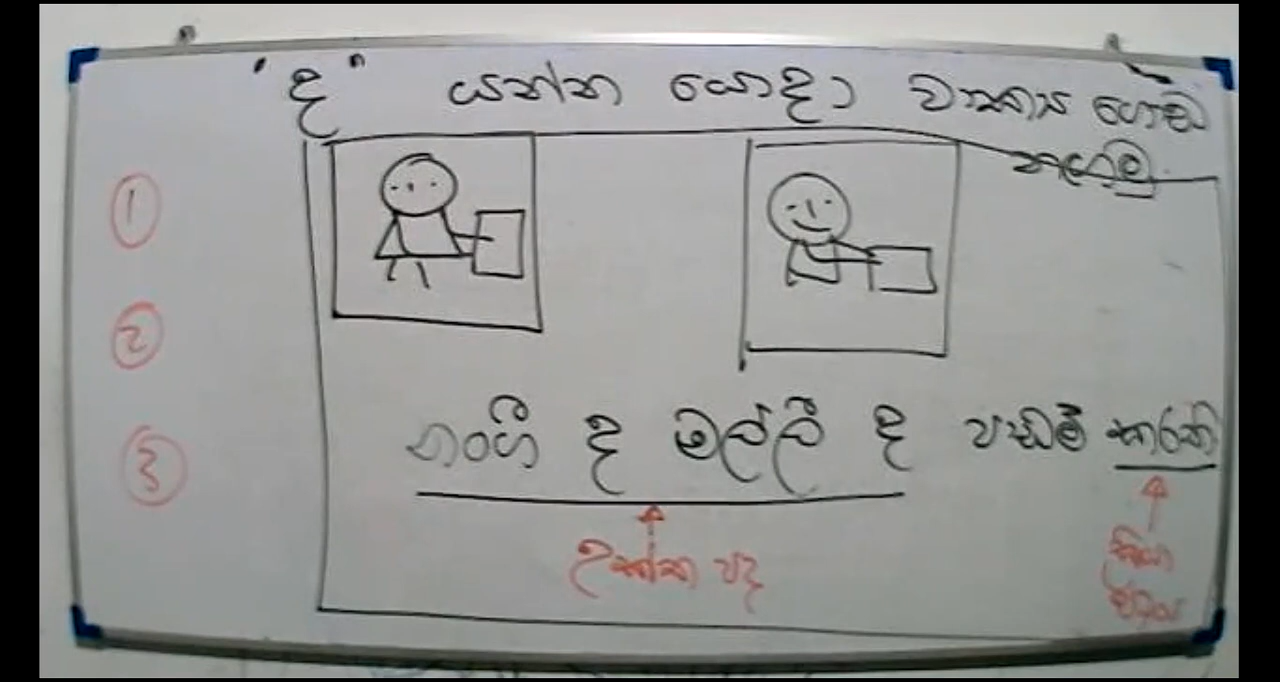 "ද" යන්න යොදා වාක්‍ය ගොඩ
නගමු.
1
2
3
නංගී ද මල්ලී ද පාඩම් කරති
උක්ත පද
ක්‍රියා
පදය